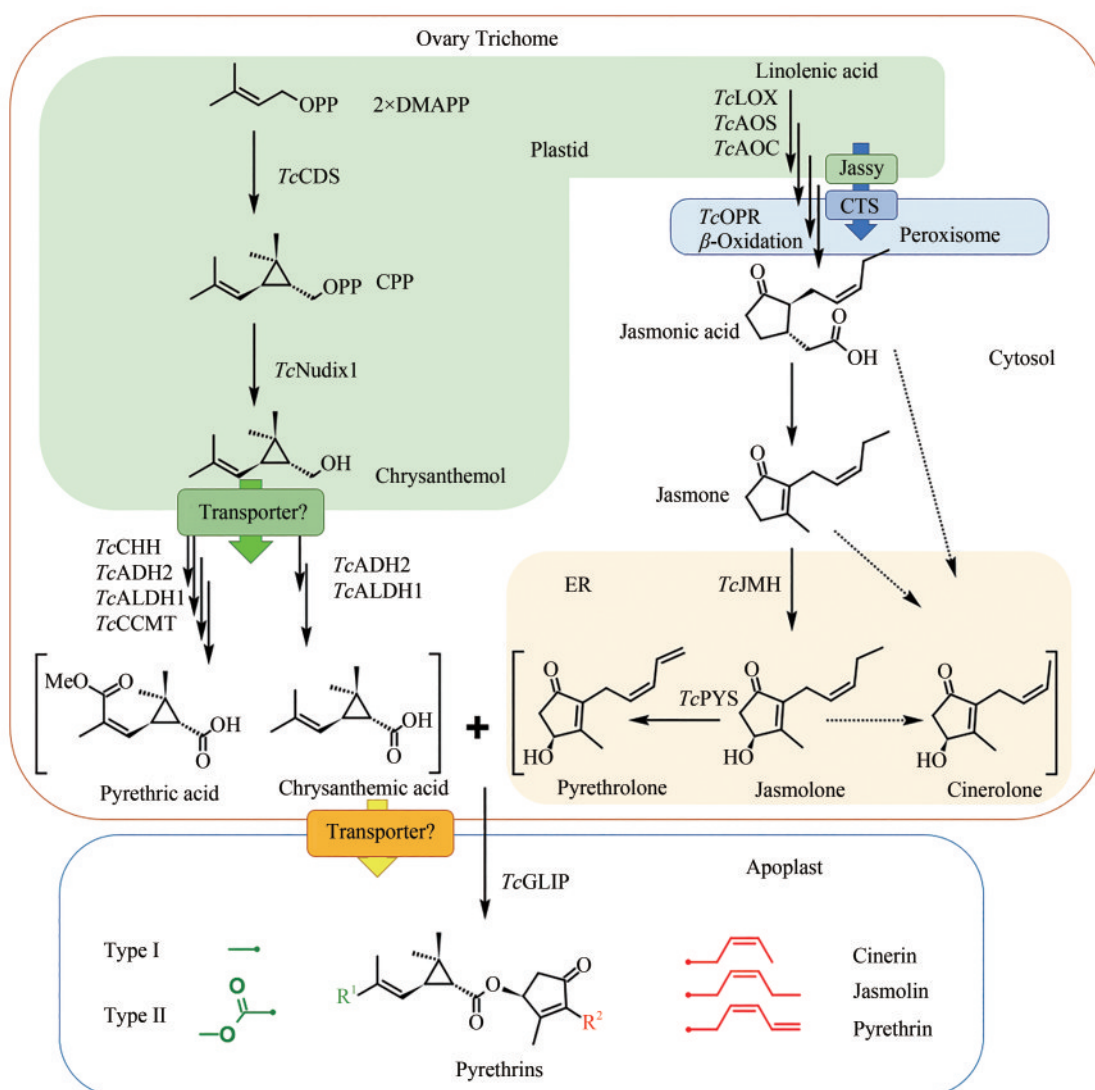 Ovary Trichome
OPP
2×DMAPP
Linolenic acid
TcLOX
TcAOS
TcAOC
Plastid
Jassy
TcCDS
CTS
TcOPR
β-Oxidation
Peroxisome
OPP
CPP
O
O
OH
Jasmonic acid
Cytosol
TcNudix1
OH
Chrysanthemol
O
Jasmone
Transporter?
TcCHH
TcADH2
TcALDH1
TcCCMT
TcADH2
TcALDH1
ER
TcJMH
MeO
O
OH
O
OH
O
+
O
HO
TcPYS
O
HO
O
HO
Pyrethric acid
Chrysanthemic acid
Pyrethrolone
Jasmolone
Cinerolone
Transporter?
Apoplast
TcGLIP
Type I
Type II
O
O
R¹
O
O
O
R²
Cinerin
Jasmolin
Pyrethrin
Pyrethrins